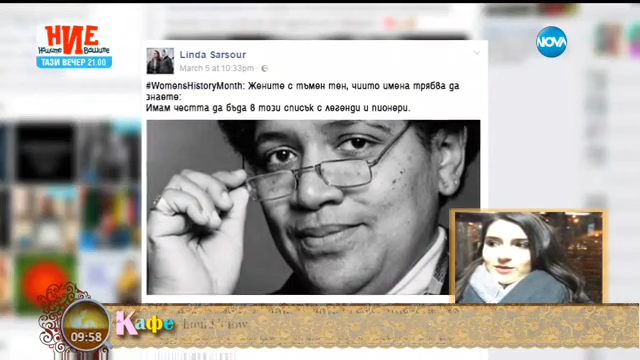 НИЕ
Нашите Вашите
ТАЗИ ВЕЧЕР 21.00
NOVA
Linda Sarsour
March 5 at 10:33pm
#WomensHistoryMonth: Жените с тъмен тен, чиито имена трябва да
знаете:
Имам честта да бъда в този списък с легенди и пионери.
Кафе
09:58